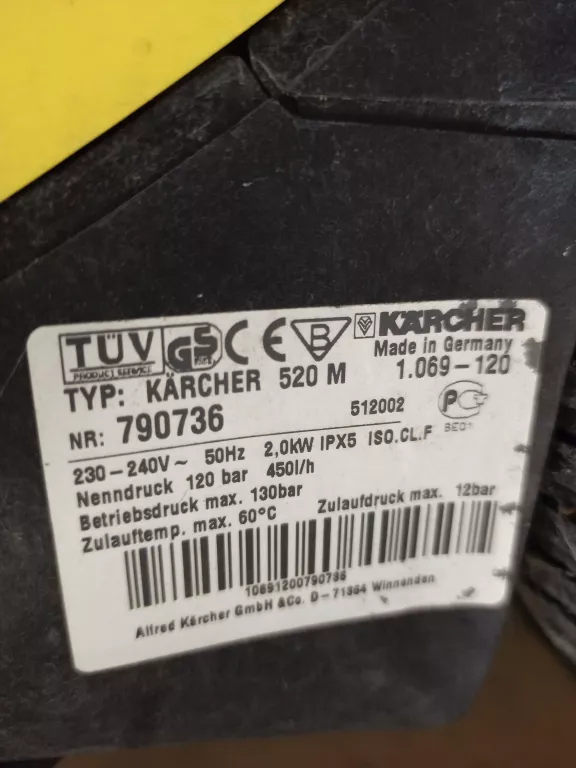 TÜV
PRODUCT SERVICE
GS
CE
B
KÄRCHER
Made in Germany
TYP: KÄRCHER 520 M 1.069-120
NR: 790736 512002
P
BE01
230-240V~ 50Hz 2,0kW IPX5 ISO.CL.F
Nenndruck 120 bar 450l/h
Betriebsdruck max. 130bar
Zulauftemp. max. 60°C Zulaufdruck max. 12bar
10691200790736
Alfred Kärcher GmbH &Co. D-71364 Winnenden